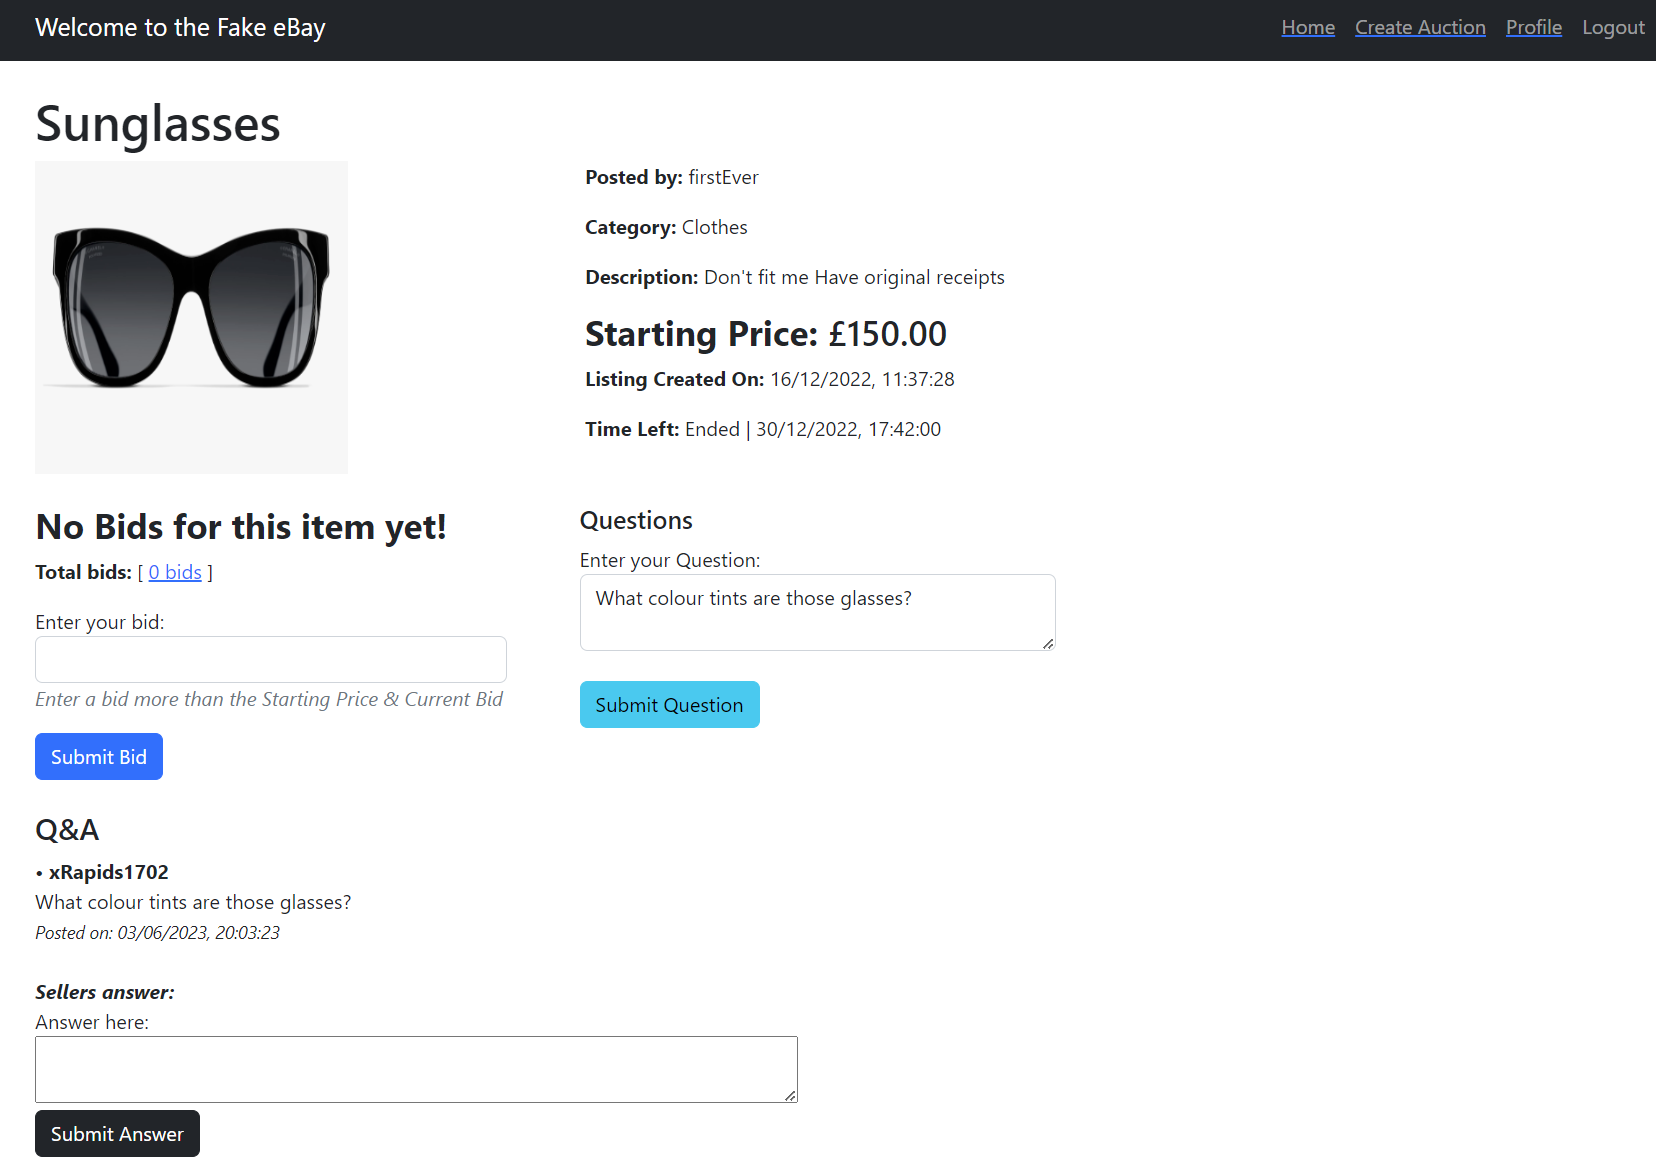 Welcome to the Fake eBay
Home Create Auction Profile Logout
Sunglasses
Posted by: firstEver
Category: Clothes
Description: Don't fit me Have original receipts
Starting Price: £150.00
Listing Created On: 16/12/2022, 11:37:28
Time Left: Ended | 30/12/2022, 17:42:00
No Bids for this item yet!
Total bids: [ 0 bids ]
Enter your bid:
Enter a bid more than the Starting Price & Current Bid
Submit Bid
Questions
Enter your Question:
What colour tints are those glasses?
Submit Question
Q&A
• xRapids1702
What colour tints are those glasses?
Posted on: 03/06/2023, 20:03:23
Sellers answer:
Answer here:
Submit Answer